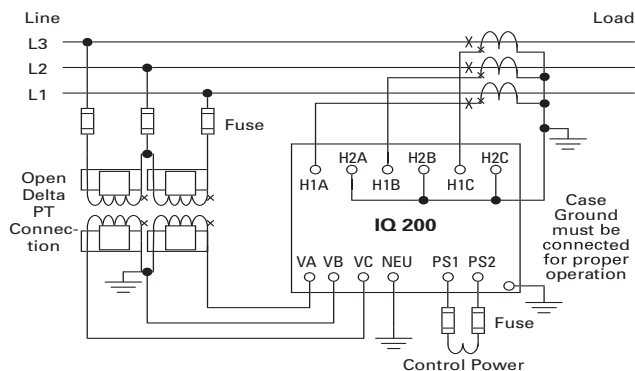 Line
Load
L3
L2
L1
Fuse
Open
Delta
PT
Connec-
tion
H1A
H2A
H1B
H2B
H1C
H2C
IQ 200
VA
VB
VC
NEU
PS1
PS2
Case
Ground
must be
connected
for proper
operation
Fuse
Control Power